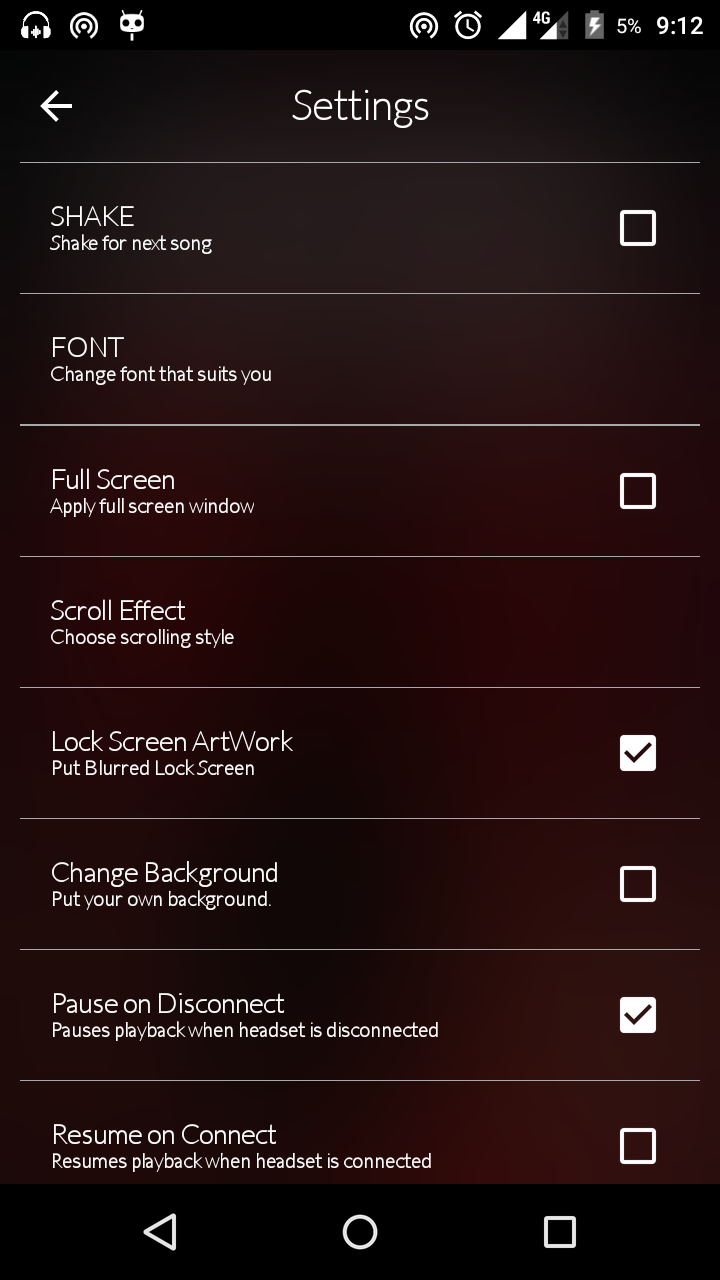 4G 5% 9:12
Settings
SHAKE
Shake for next song
FONT
Change font that suits you
Full Screen
Apply full screen window
Scroll Effect
Choose scrolling style
Lock Screen ArtWork
Put Blurred Lock Screen
Change Background
Put your own background.
Pause on Disconnect
Pauses playback when headset is disconnected
Resume on Connect
Resumes playback when headset is connected